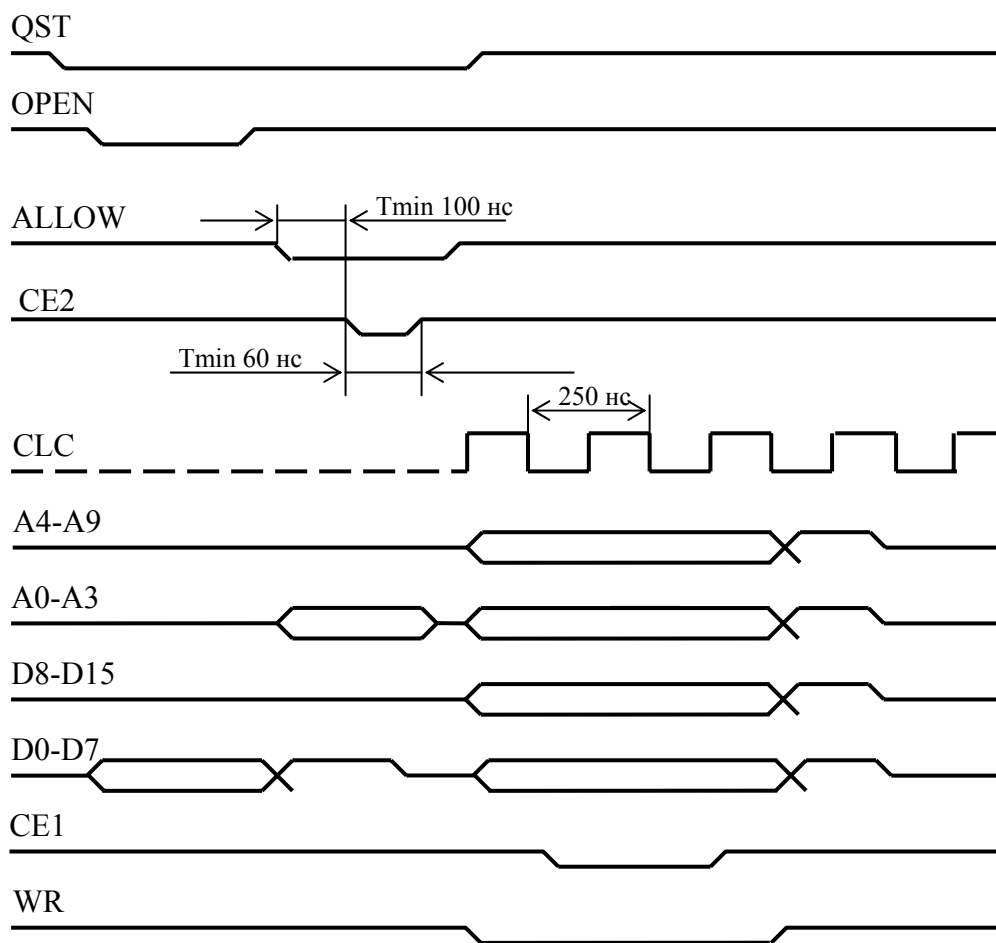 QST
OPEN
Tmin 100 нс
ALLOW
CE2
Tmin 60 нс
250 нс
CLC
A4-A9
A0-A3
D8-D15
D0-D7
CE1
WR